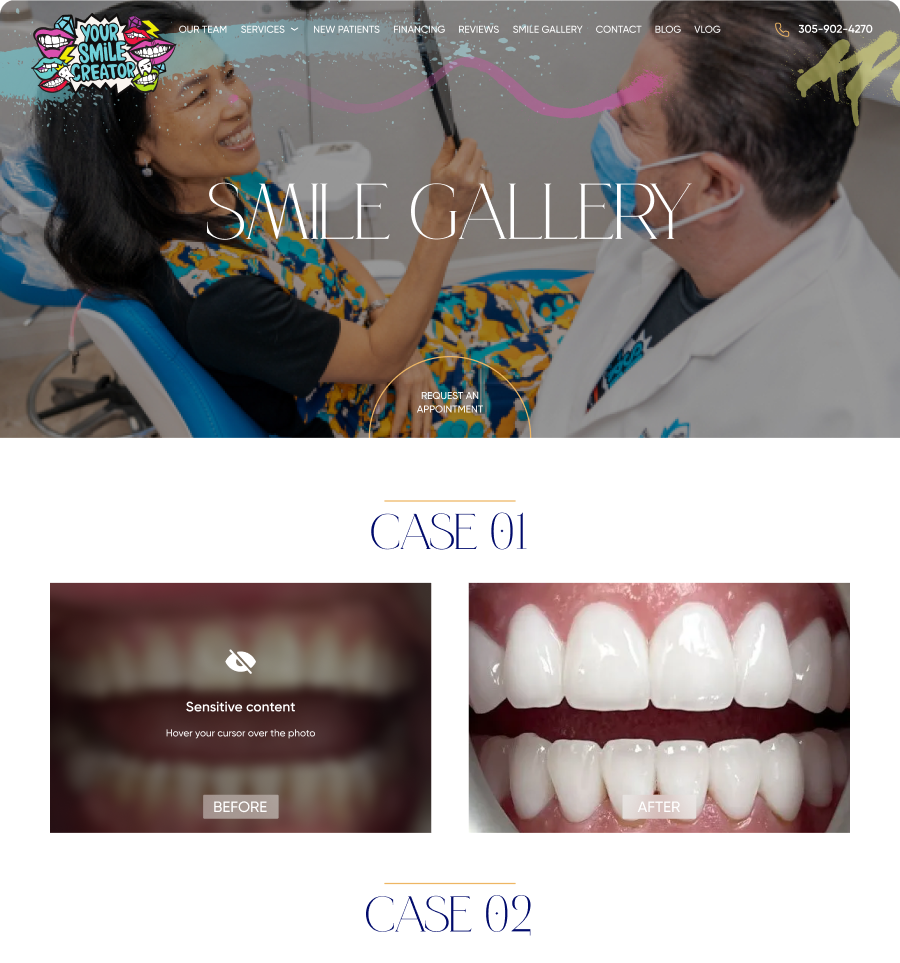 YOUR
SMILE
CREATOR
OUR TEAM SERVICES NEW PATIENTS FINANCING REVIEWS SMILE GALLERY CONTACT BLOG VLOG 305-902-4270
SMILE GALLERY
REQUEST AN
APPOINTMENT
CASE 01
Sensitive content
Hover your cursor over the photo
BEFORE
AFTER
CASE 02